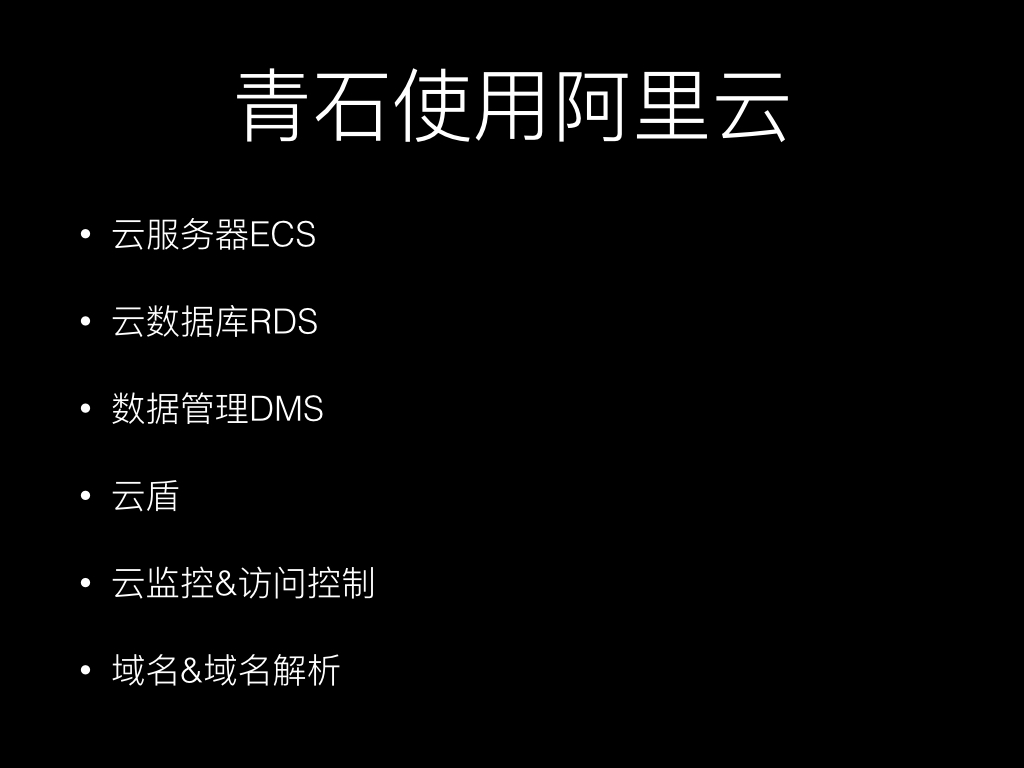 青石使用阿里云
• 云服务器ECS
• 云数据库RDS
• 数据管理DMS
• 云盾
• 云监控&访问控制
• 域名&域名解析